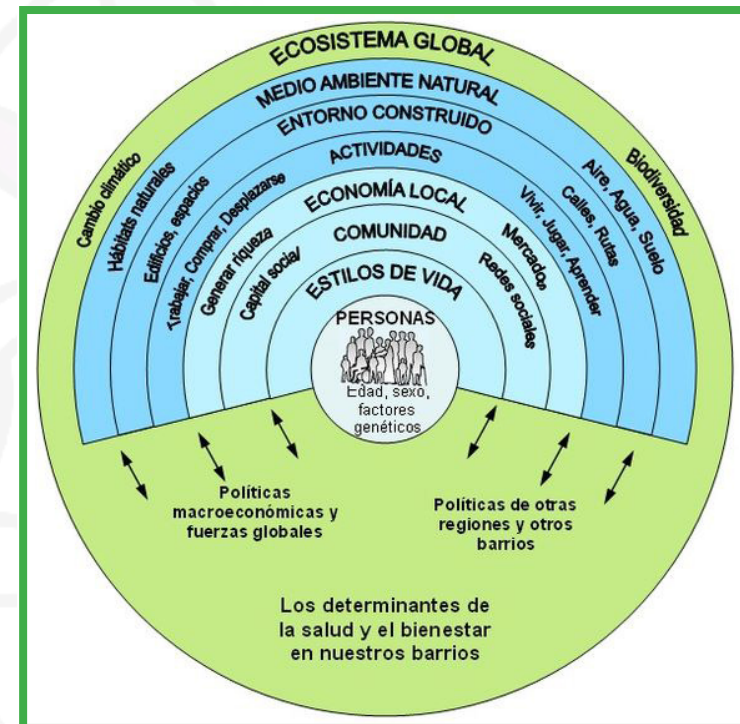 ECOSISTEMA GLOBAL
MEDIO AMBIENTE NATURAL
ENTORNO CONSTRUIDO
ACTIVIDADES
ECONOMÍA LOCAL
COMUNIDAD
ESTILOS DE VIDA
Cambio climático
Hábitats naturales
Edificios, espacios
Trabajar, Comprar, Desplazarse
Generar riqueza
Capital social
Biodiversidad
Aire, Agua, Suelo
Calles, Rutas
Vivir, Jugar, Aprender
Mercados
Redes sociales
PERSONAS
Edad, sexo,
factores
genéticos
Políticas
macroeconómicas y
fuerzas globales
Políticas de otras
regiones y otros
barrios
Los determinantes de
la salud y el bienestar
en nuestros barrios